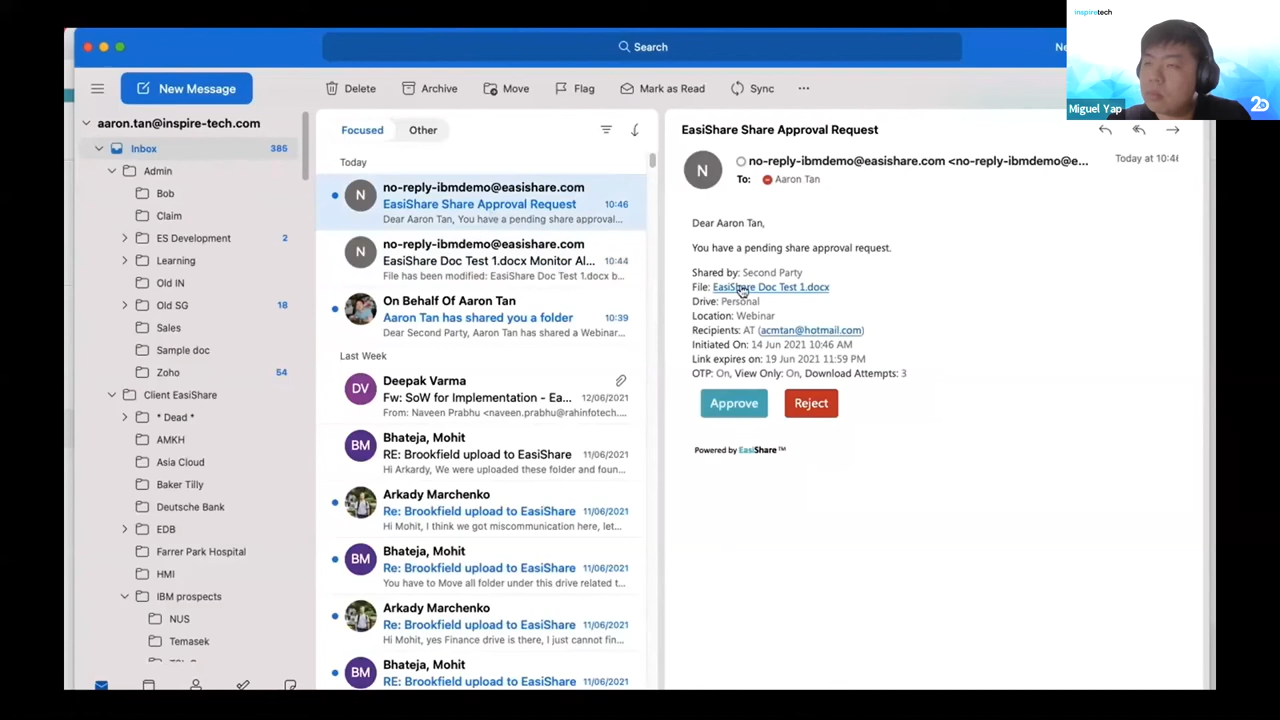 Search
Ne
inspiretech
Miguel Yap
New Message
Delete
Archive
Move
Flag
Mark as Read
Sync
aaron.tan@inspire-tech.com
Inbox 385
Admin
Bob
Claim
ES Development 2
Learning
Old IN
Old SG 18
Sales
Sample doc
Zoho 54
Client EasiShare
* Dead *
AMKH
Asia Cloud
Baker Tilly
Deutsche Bank
EDB
Farrer Park Hospital
HMI
IBM prospects
NUS
Temasek
Focused Other
Today
N
no-reply-ibmdemo@easishare.com
EasiShare Share Approval Request 10:46
Dear Aaron Tan, You have a pending share approval...
N
no-reply-ibmdemo@easishare.com
EasiShare Doc Test 1.docx Monitor Al... 10:44
File has been modified: EasiShare Doc Test 1.docx b...
On Behalf Of Aaron Tan
Aaron Tan has shared you a folder 10:39
Dear Second Party, Aaron Tan has shared a Webinar...
Last Week
DV
Deepak Varma
Fw: SoW for Implementation - Ea... 12/06/2021
From: Naveen Prabhu <naveen.prabhu@rahinfotech....
BM
Bhateja, Mohit
RE: Brookfield upload to EasiShare 11/06/2021
Hi Arkardy, We were uploaded these folder and foun...
Arkady Marchenko
Re: Brookfield upload to EasiShare 11/06/2021
Hi Mohit, I think we got miscommunication here, let...
BM
Bhateja, Mohit
Re: Brookfield upload to EasiShare 11/06/2021
You have to Move all folder under this drive related t...
Arkady Marchenko
Re: Brookfield upload to EasiShare 11/06/2021
Hi Mohit, yes Finance drive is there, I just cannot fin...
BM
Bhateja, Mohit
RE: Brookfield upload to EasiShare 11/06/2021
EasiShare Share Approval Request
N
no-reply-ibmdemo@easishare.com <no-reply-ibmdemo@e...
Today at 10:46
To: Aaron Tan
Dear Aaron Tan,
You have a pending share approval request.
Shared by: Second Party
File: EasiShare Doc Test 1.docx
Drive: Personal
Location: Webinar
Recipients: AT (acmtan@hotmail.com)
Initiated On: 14 Jun 2021 10:46 AM
Link expires on: 19 Jun 2021 11:59 PM
OTP: On, View Only: On, Download Attempts: 3
Approve Reject
Powered by EasiShare™